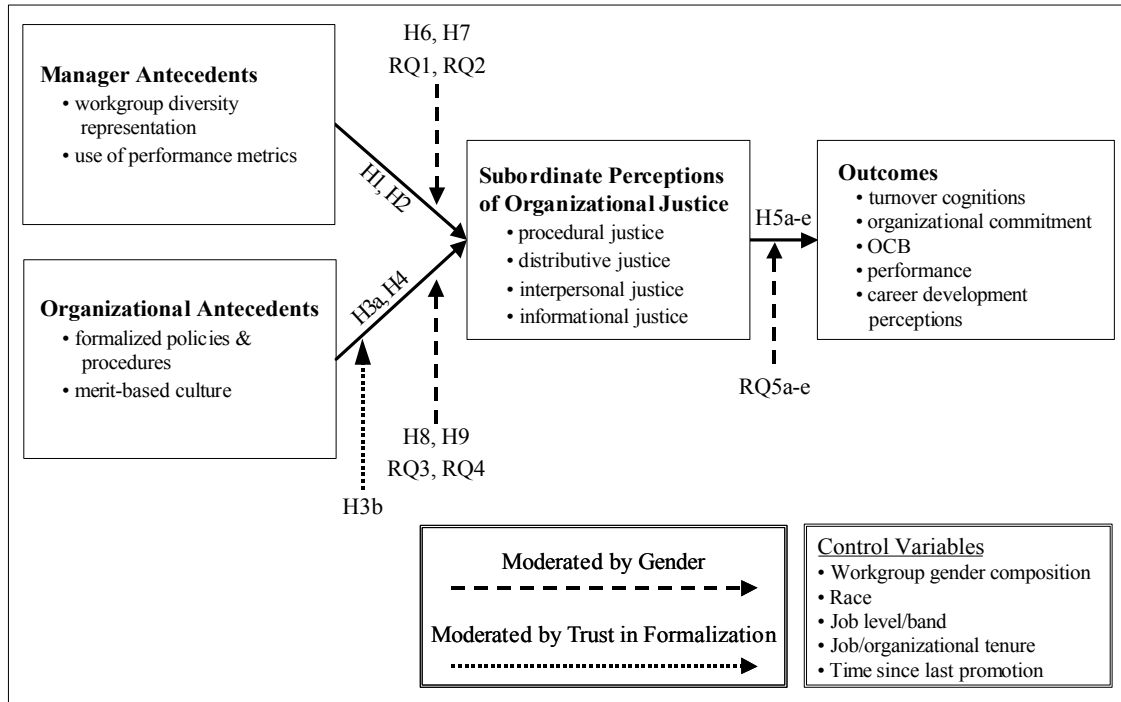 Manager Antecedents
• workgroup diversity
representation
• use of performance metrics
H6, H7
RQ1, RQ2
H1, H2
Organizational Antecedents
• formalized policies &
procedures
• merit-based culture
H3a, H4
H3b
H8, H9
RQ3, RQ4
Subordinate Perceptions
of Organizational Justice
• procedural justice
• distributive justice
• interpersonal justice
• informational justice
H5a-e
RQ5a-e
Outcomes
• turnover cognitions
• organizational commitment
• OCB
• performance
• career development
perceptions
Moderated by Gender
Moderated by Trust in Formalization
Control Variables
• Workgroup gender composition
• Race
• Job level/band
• Job/organizational tenure
• Time since last promotion